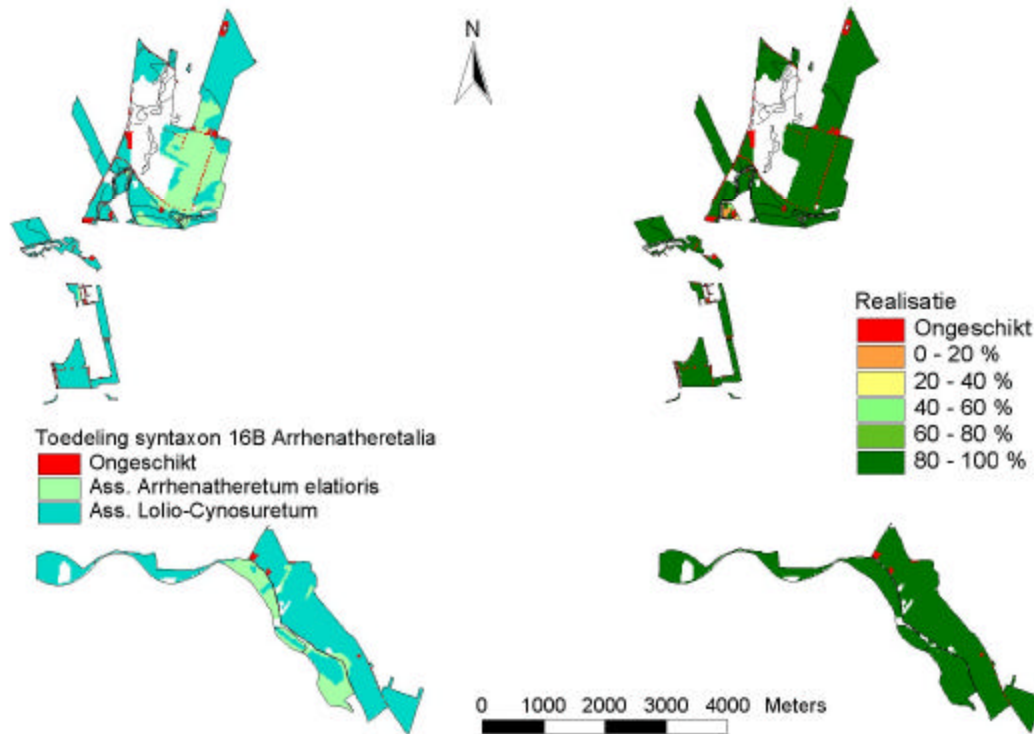 N
Realisatie
Ongeschikt
0 - 20 %
20 - 40 %
40 - 60 %
60 - 80 %
80 - 100 %
Toedeling syntaxon 16B Arrhenatheretalia
Ongeschikt
Ass. Arrhenatheretum elatioris
Ass. Lolio-Cynosuretum
0 1000 2000 3000 4000 Meters